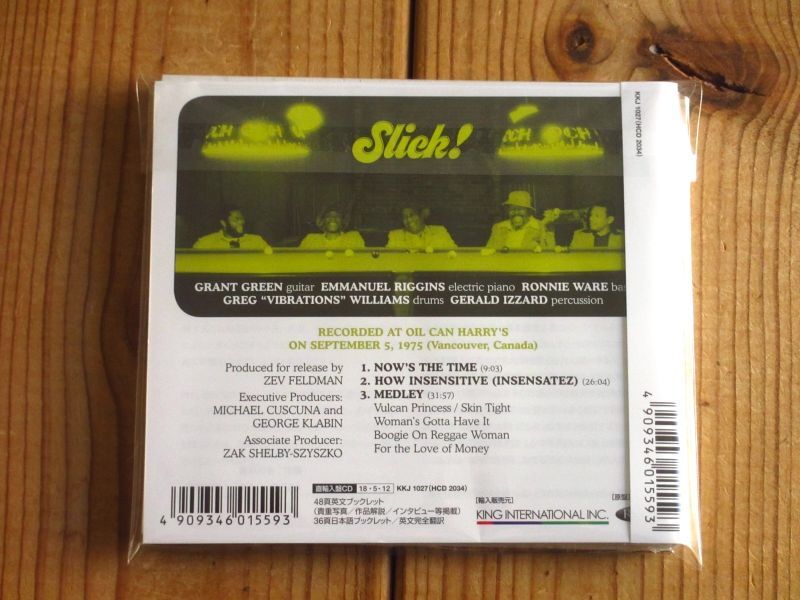 Slick!
GRANT GREEN guitar EMMANUEL RIGGINS electric piano RONNIE WARE
GREG "VIBRATIONS" WILLIAMS drums GERALD IZZARD percussion
RECORDED AT OIL CAN HARRY'S
ON SEPTEMBER 5, 1975 (Vancouver, Canada)
Produced for release by
ZEV FELDMAN
Executive Producers:
MICHAEL CUSCUNA and
GEORGE KLABIN
Associate Producer:
ZAK SHELBY-SZYSZKO
1. NOW'S THE TIME (9:03)
2. HOW INSENSITIVE (INSENSATEZ) (26:04)
3. MEDLEY (31:57)
Vulcan Princess / Skin Tight
Woman's Gotta Have It
Boogie On Reggae Woman
For the Love of Money
4 909346 015593
直輸入盤CD 18・5・12 KKJ 1027(HCD 2034)
48頁英文ブックレット
(貴重写真/作品解説/インタビュー等掲載)
36頁日本語ブックレット/英文完全翻訳
[輸入販売元]
KING INTERNATIONAL INC.
KKJ 1027(HCD 2034)
4 909346 015593